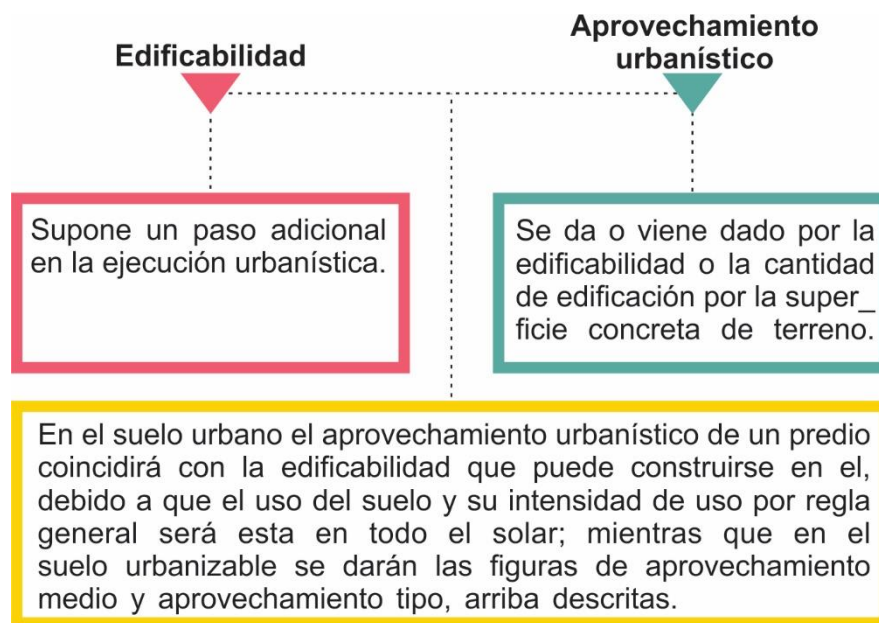 Edificabilidad
Aprovechamiento
urbanístico
Supone un paso adicional
en la ejecución urbanística.
Se da o viene dado por la
edificabilidad o la cantidad
de edificación por la super_
ficie concreta de terreno.
En el suelo urbano el aprovechamiento urbanístico de un predio
coincidirá con la edificabilidad que puede construirse en el,
debido a que el uso del suelo y su intensidad de uso por regla
general será esta en todo el solar; mientras que en el
suelo urbanizable se darán las figuras de aprovechamiento
medio y aprovechamiento tipo, arriba descritas.